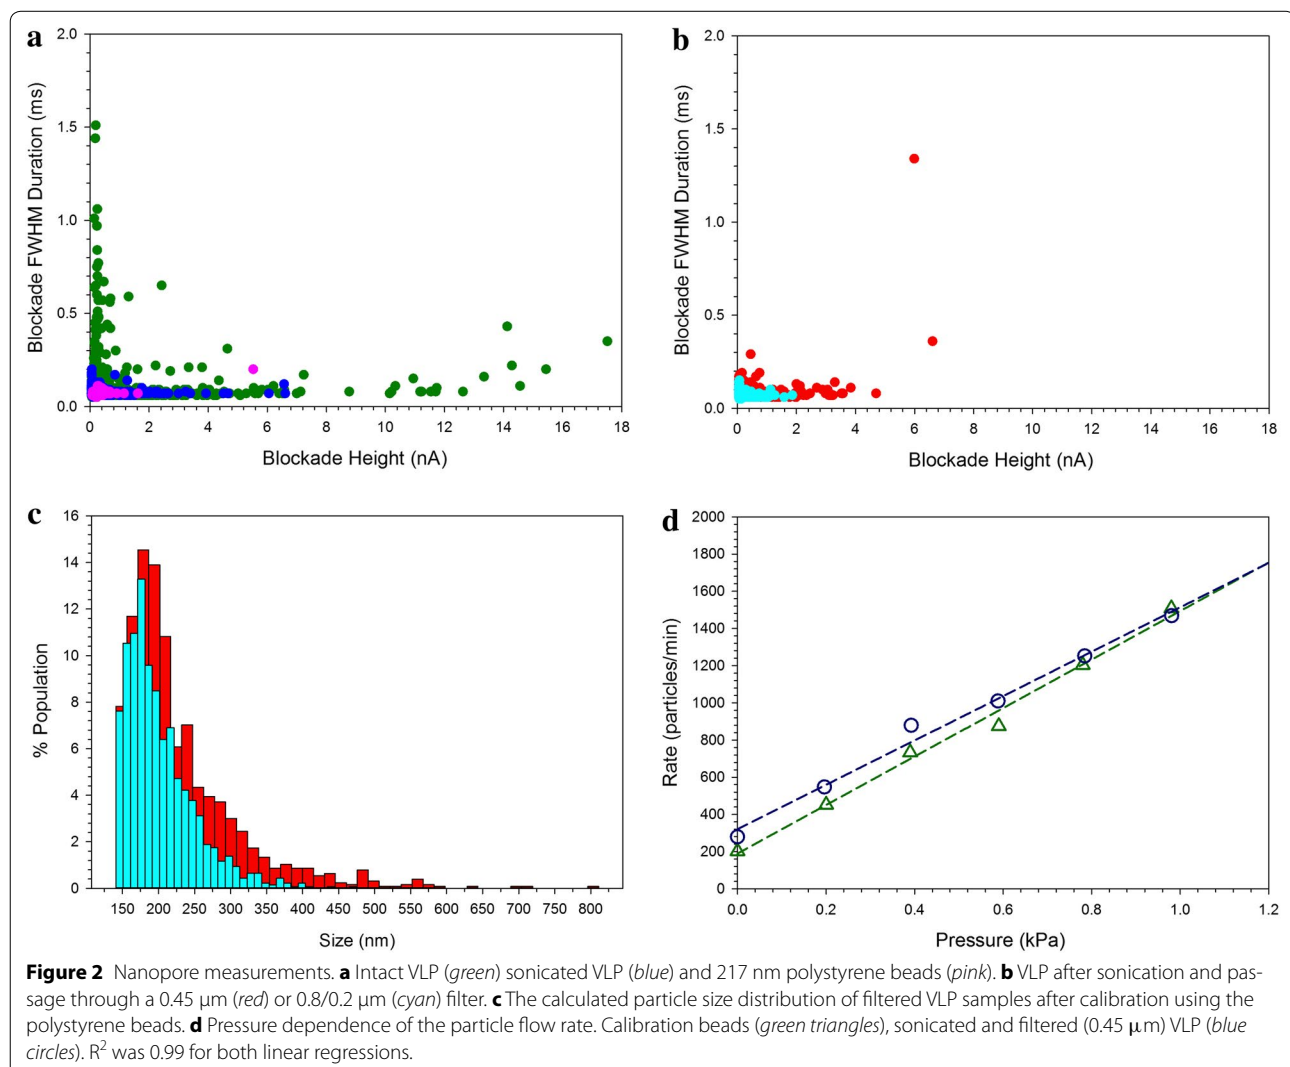 a
2.0
1.5
1.0
0.5
0.0
Blockade FWHM Duration (ms)
0 2 4 6 8 10 12 14 16 18
Blockade Height (nA)
b
2.0
1.5
1.0
0.5
0.0
Blockade FWHM Duration (ms)
0 2 4 6 8 10 12 14 16 18
Blockade Height (nA)
c
16
14
12
10
8
6
4
2
0
% Population
150 200 250 300 350 400 450 500 550 600 650 700 750 800
Size (nm)
d
2000
1800
1600
1400
1200
1000
800
600
400
200
0
Rate (particles/min)
0.0 0.2 0.4 0.6 0.8 1.0 1.2
Pressure (kPa)
Figure 2 Nanopore measurements. a Intact VLP (green) sonicated VLP (blue) and 217 nm polystyrene beads (pink). b VLP after sonication and pas-
sage through a 0.45 µm (red) or 0.8/0.2 µm (cyan) filter. c The calculated particle size distribution of filtered VLP samples after calibration using the
polystyrene beads. d Pressure dependence of the particle flow rate. Calibration beads (green triangles), sonicated and filtered (0.45 µm) VLP (blue
circles). R² was 0.99 for both linear regressions.